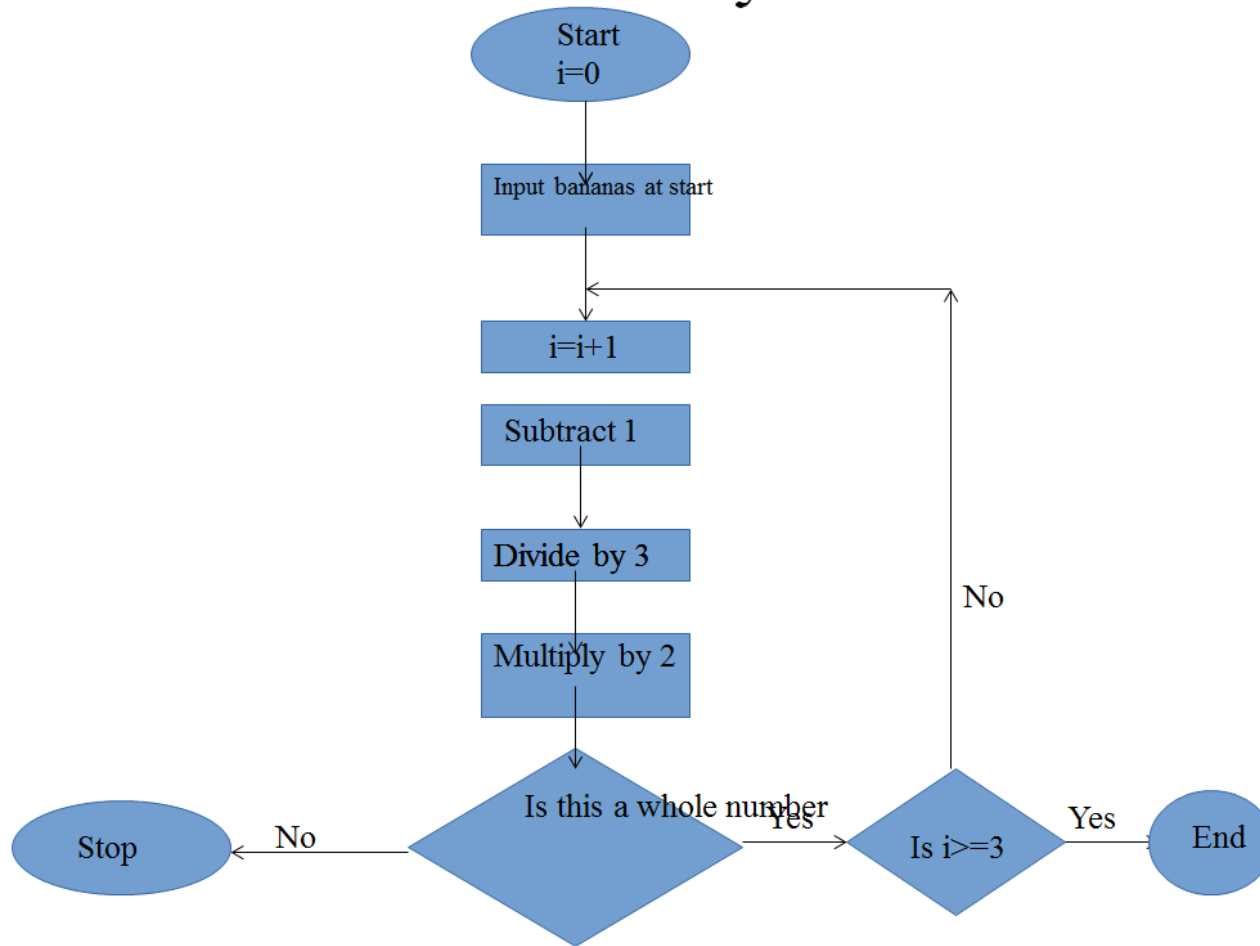 Start
i=0
Input bananas at start
i=i+1
Subtract 1
Divide by 3
No
Multiply by 2
Is this a whole number
Yes
Yes
Stop
No
Is i>=3
End